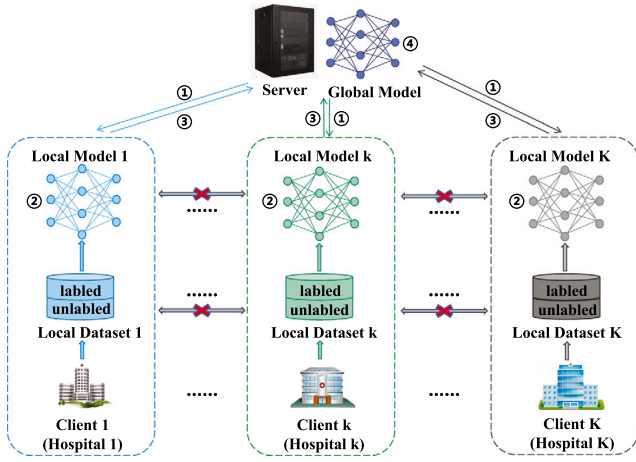 ④
Server Global Model
① ③ ③ ① ① ③
Local Model 1 Local Model k Local Model K
② ② ②
...... ......
labled labled labled
unlabled unlabled unlabled
...... ......
Local Dataset 1 Local Dataset k Local Dataset K
...... ......
Client 1 Client k Client K
(Hospital 1) (Hospital k) (Hospital K)